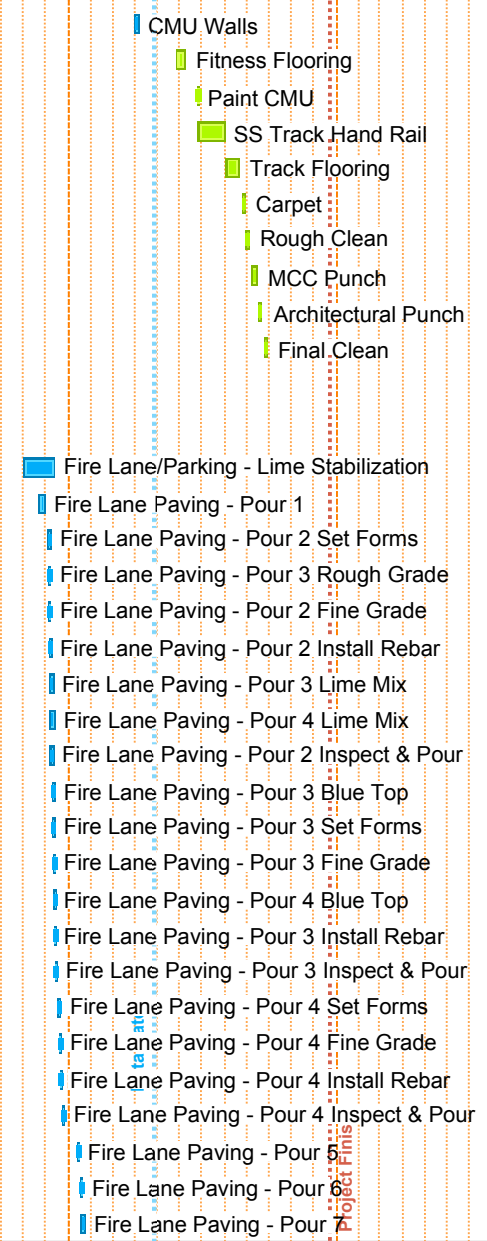 CMU Walls
Fitness Flooring
Paint CMU
SS Track Hand Rail
Track Flooring
Carpet
Rough Clean
MCC Punch
Architectural Punch
Final Clean
Fire Lane/Parking - Lime Stabilization
Fire Lane Paving - Pour 1
Fire Lane Paving - Pour 2 Set Forms
Fire Lane Paving - Pour 3 Rough Grade
Fire Lane Paving - Pour 2 Fine Grade
Fire Lane Paving - Pour 2 Install Rebar
Fire Lane Paving - Pour 3 Lime Mix
Fire Lane Paving - Pour 4 Lime Mix
Fire Lane Paving - Pour 2 Inspect & Pour
Fire Lane Paving - Pour 3 Blue Top
Fire Lane Paving - Pour 3 Set Forms
Fire Lane Paving - Pour 3 Fine Grade
Fire Lane Paving - Pour 4 Blue Top
Fire Lane Paving - Pour 3 Install Rebar
Fire Lane Paving - Pour 3 Inspect & Pour
Fire Lane Paving - Pour 4 Set Forms
Fire Lane Paving - Pour 4 Fine Grade
Fire Lane Paving - Pour 4 Install Rebar
Fire Lane Paving - Pour 4 Inspect & Pour
Fire Lane Paving - Pour 5
Fire Lane Paving - Pour 6
Fire Lane Paving - Pour 7
Project Finis